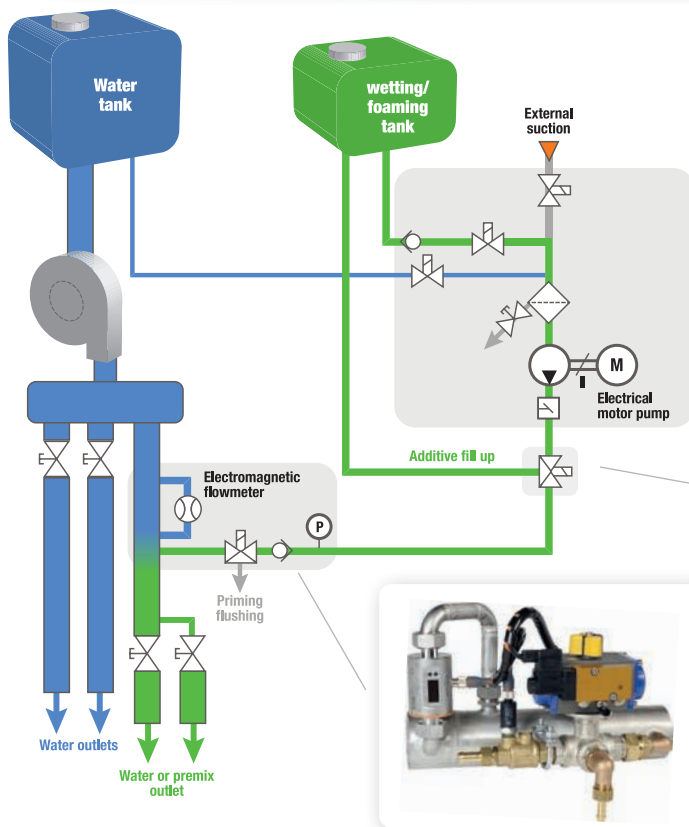 Water
tank
wetting/
foaming
tank
External
suction
M
Electrical
motor pump
Additive fill up
Electromagnetic
flowmeter
P
Priming
flushing
Water outlets
Water or premix
outlet